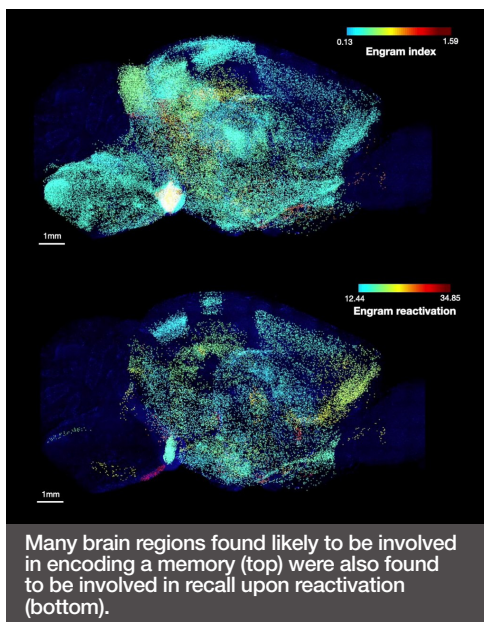 0.13 1.59
Engram index
1mm
12.44 34.85
Engram reactivation
1mm
Many brain regions found likely to be involved
in encoding a memory (top) were also found
to be involved in recall upon reactivation
(bottom).